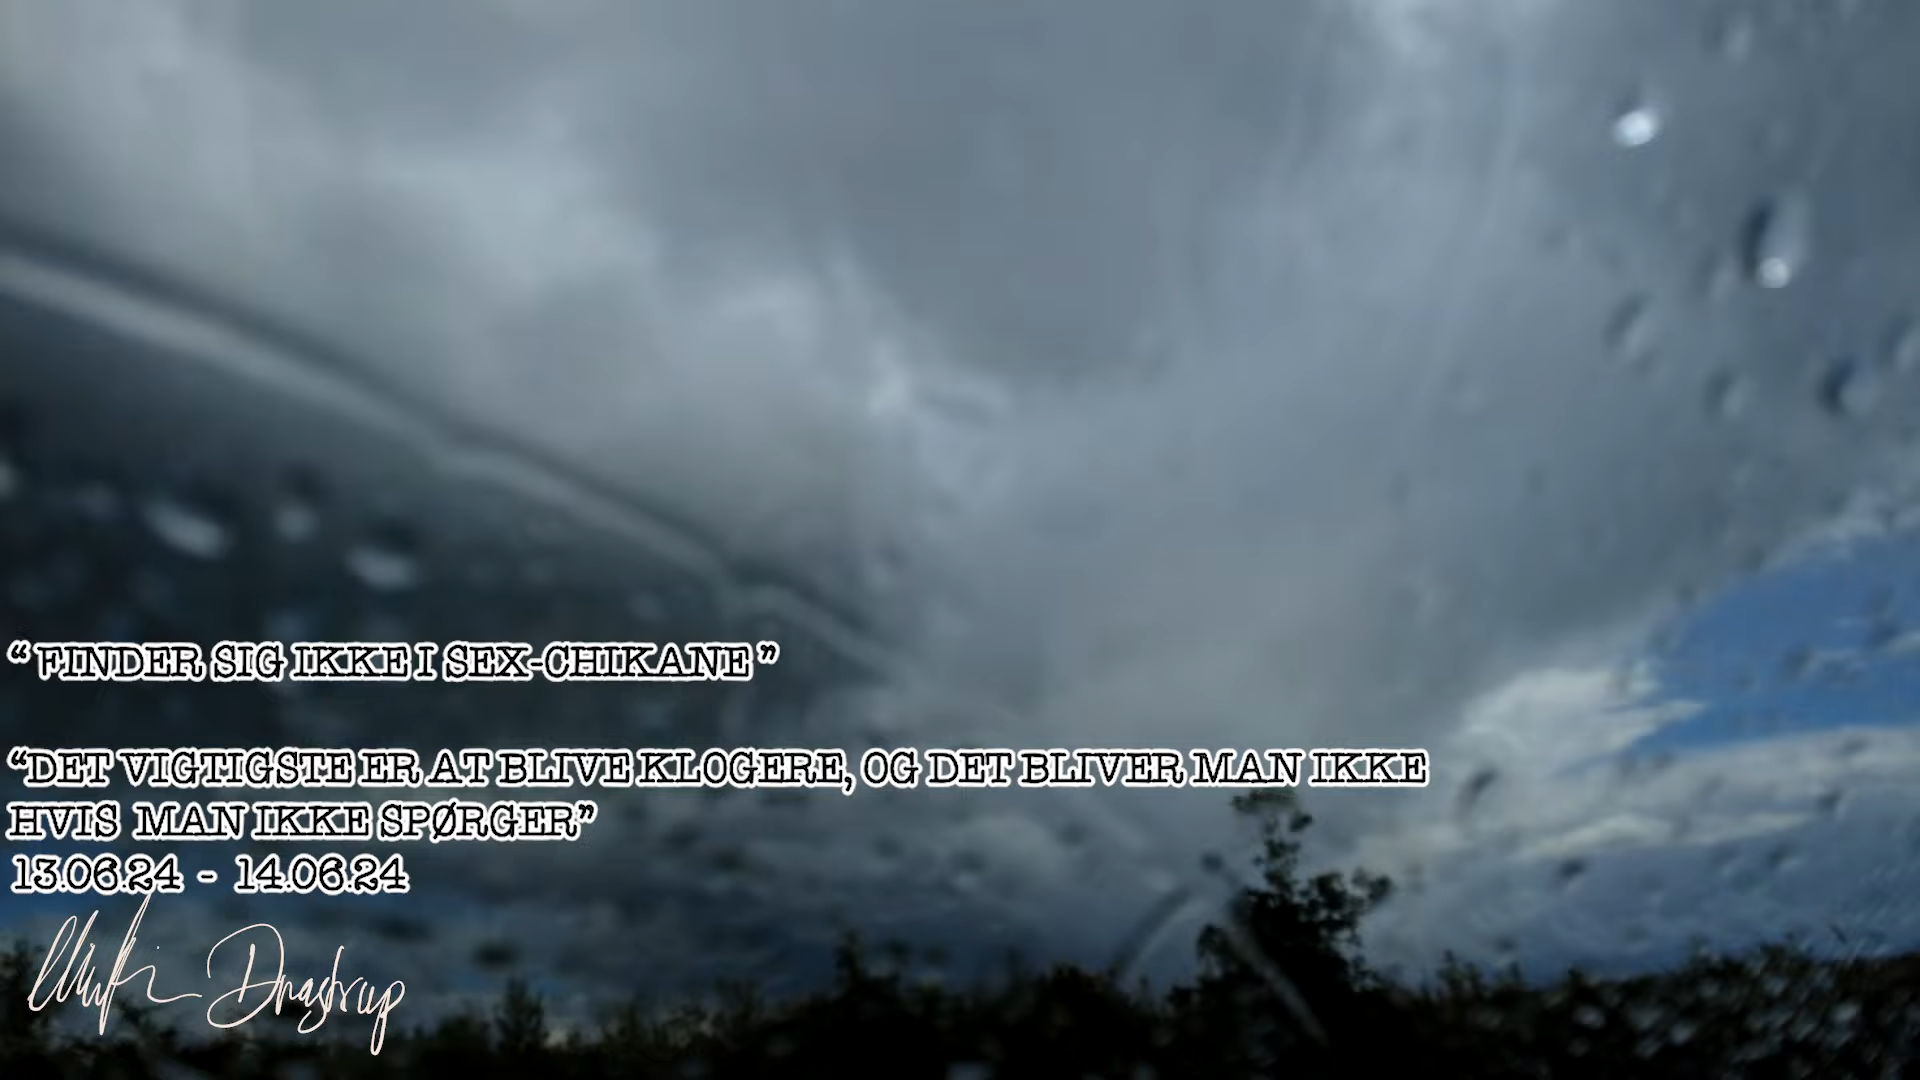 “ FINDER SIG IKKE I SEX-CHIKANE ”
“DET VIGTIGSTE ER AT BLIVE KLOGERE, OG DET BLIVER MAN IKKE
HVIS MAN IKKE SPØRGER”
13.06.24 - 14.06.24
Drastrup